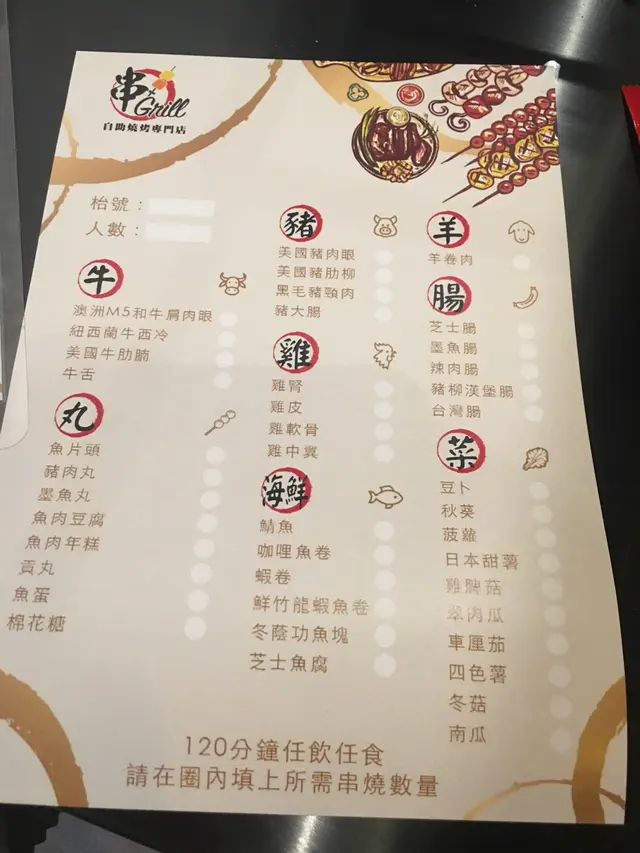 串
Grill
自助燒烤專門店
枱號：
人數：
牛
澳洲M5和牛肩肉眼
紐西蘭牛西冷
美國牛肋腩
牛舌
丸
魚片頭
豬肉丸
墨魚丸
魚肉豆腐
魚肉年糕
貢丸
魚蛋
棉花糖
豬
美國豬肉眼
美國豬肋柳
黑毛豬頸肉
豬大腸
雞
雞腎
雞皮
雞軟骨
雞中翼
海鮮
鯖魚
咖哩魚卷
蝦卷
鮮竹龍蝦魚卷
冬蔭功魚塊
芝士魚腐
羊
羊卷肉
腸
芝士腸
墨魚腸
辣肉腸
豬柳漢堡腸
台灣腸
菜
豆卜
秋葵
菠蘿
日本甜薯
雞脾菇
翠肉瓜
車厘茄
四色薯
冬菇
南瓜
120分鐘任飲任食
請在圈內填上所需串燒數量